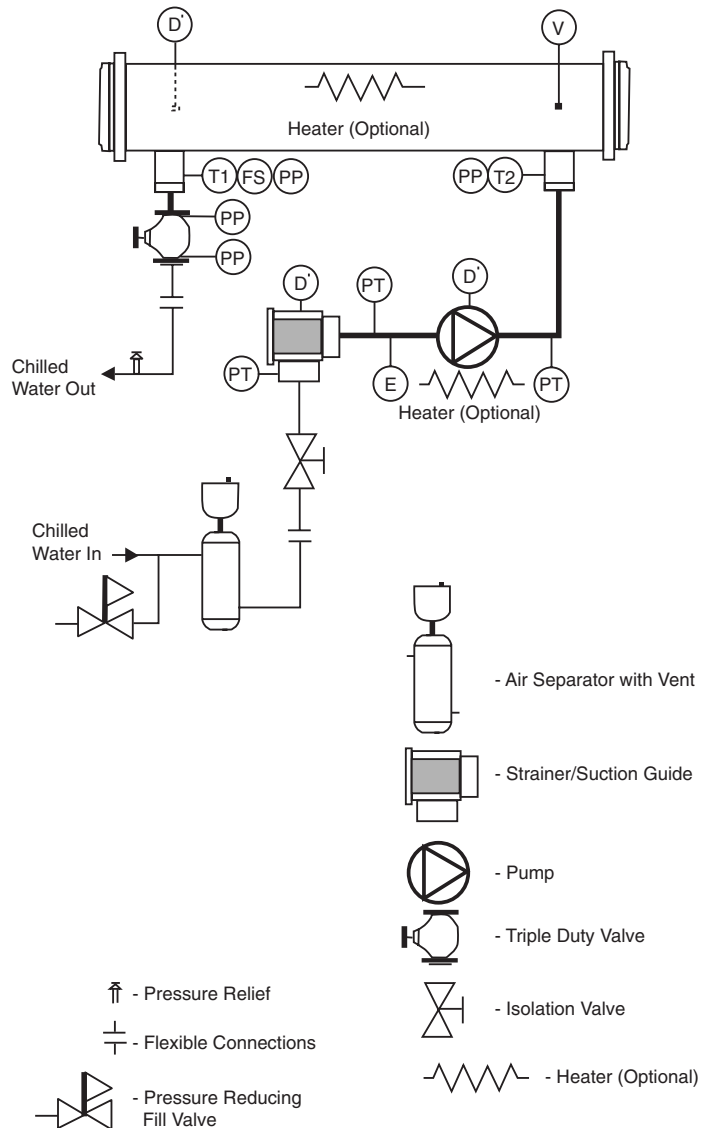 D'
V
Heater (Optional)
T1 FS PP
PP T2
PP
PP
D'
PT
D'
Chilled
Water Out
PT
E
PT
Heater (Optional)
Chilled
Water In
- Air Separator with Vent
- Strainer/Suction Guide
- Pump
- Triple Duty Valve
- Pressure Relief
- Isolation Valve
- Flexible Connections
- Heater (Optional)
- Pressure Reducing
Fill Valve